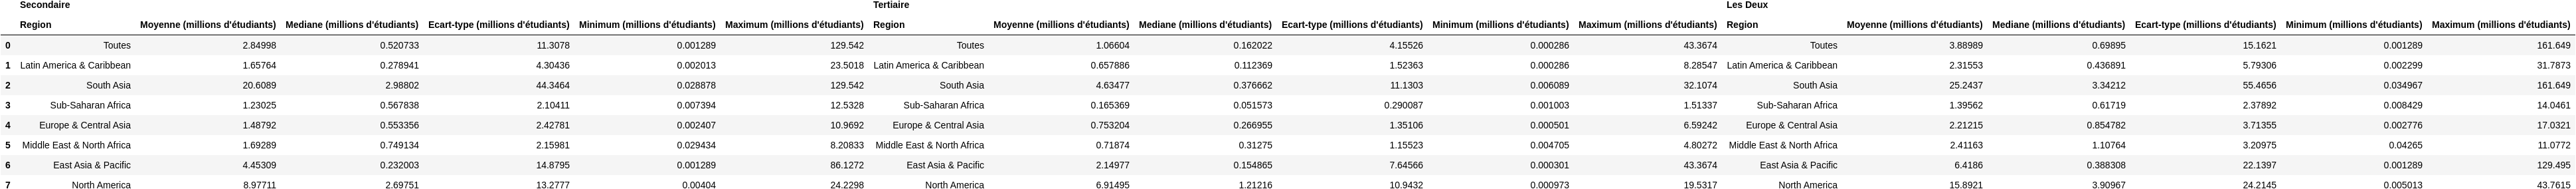 Secondaire Tertiaire Les Deux
Region Moyenne (millions d'étudiants) Mediane (millions d'étudiants) Ecart-type (millions d'étudiants) Minimum (millions d'étudiants) Maximum (millions d'étudiants) Region Moyenne (millions d'étudiants) Mediane (millions d'étudiants) Ecart-type (millions d'étudiants) Minimum (millions d'étudiants) Maximum (millions d'étudiants) Region Moyenne (millions d'étudiants) Mediane (millions d'étudiants) Ecart-type (millions d'étudiants) Minimum (millions d'étudiants) Maximum (millions d'étudiants)
0 Toutes 2.84998 0.520733 11.3078 0.001289 129.542 Toutes 1.06604 0.162022 4.15526 0.000286 43.3674 Toutes 3.88989 0.69895 15.1621 0.001289 161.649
1 Latin America & Caribbean 1.65764 0.278941 4.30436 0.002013 23.5018 Latin America & Caribbean 0.657886 0.112369 1.52363 0.000286 8.28547 Latin America & Caribbean 2.31553 0.436891 5.79306 0.002299 31.7873
2 South Asia 20.6089 2.98802 44.3464 0.028878 129.542 South Asia 4.63477 0.376662 11.1303 0.006089 32.1074 South Asia 25.2437 3.34212 55.4656 0.034967 161.649
3 Sub-Saharan Africa 1.23025 0.567838 2.10411 0.007394 12.5328 Sub-Saharan Africa 0.165369 0.051573 0.290087 0.001003 1.51337 Sub-Saharan Africa 1.39562 0.61719 2.37892 0.008429 14.0461
4 Europe & Central Asia 1.48792 0.553356 2.42781 0.002407 10.9692 Europe & Central Asia 0.753204 0.266955 1.35106 0.000501 6.59242 Europe & Central Asia 2.21215 0.854782 3.71355 0.002776 17.0321
5 Middle East & North Africa 1.69289 0.749134 2.15981 0.029434 8.20833 Middle East & North Africa 0.71874 0.31275 1.15523 0.004705 4.80272 Middle East & North Africa 2.41163 1.10764 3.20975 0.04265 11.0772
6 East Asia & Pacific 4.45309 0.232003 14.8795 0.001289 86.1272 East Asia & Pacific 2.14977 0.154865 7.64566 0.000301 43.3674 East Asia & Pacific 6.4186 0.388308 22.1397 0.001289 129.495
7 North America 8.97711 2.69751 13.2777 0.00404 24.2298 North America 6.91495 1.21216 10.9432 0.000973 19.5317 North America 15.8921 3.90967 24.2145 0.005013 43.7615